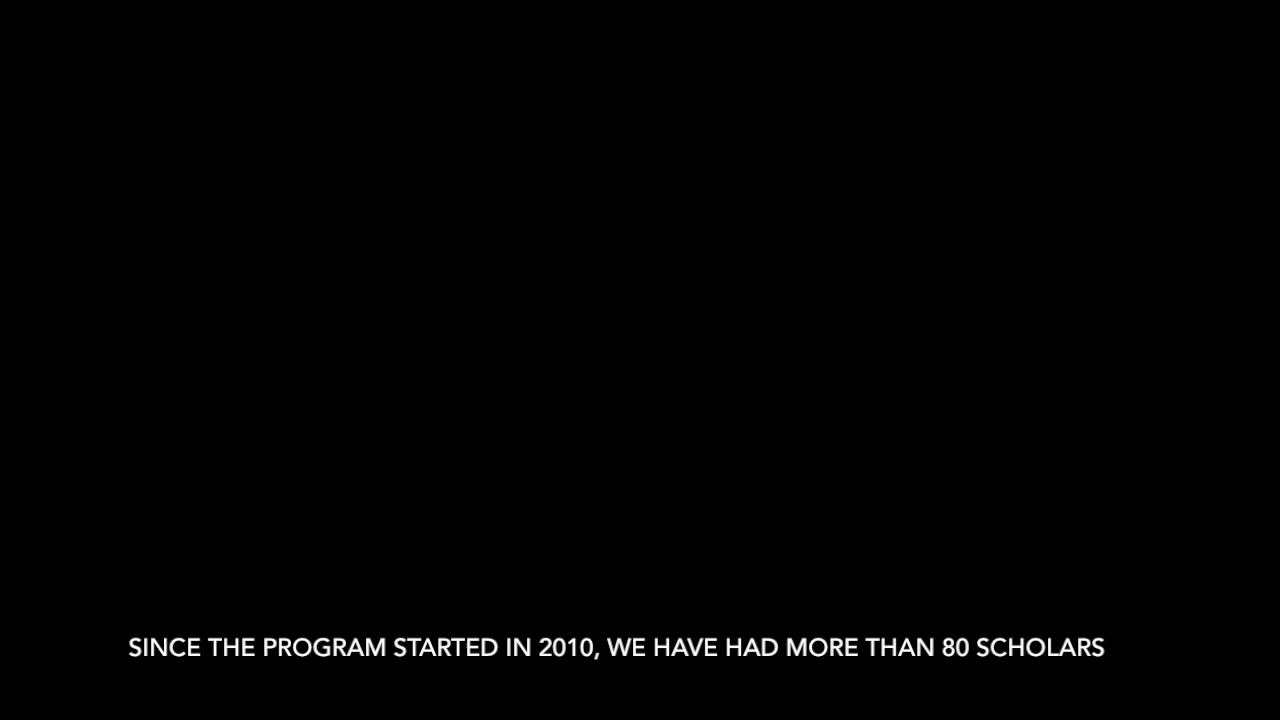 SINCE THE PROGRAM STARTED IN 2010, WE HAVE HAD MORE THAN 80 SCHOLARS